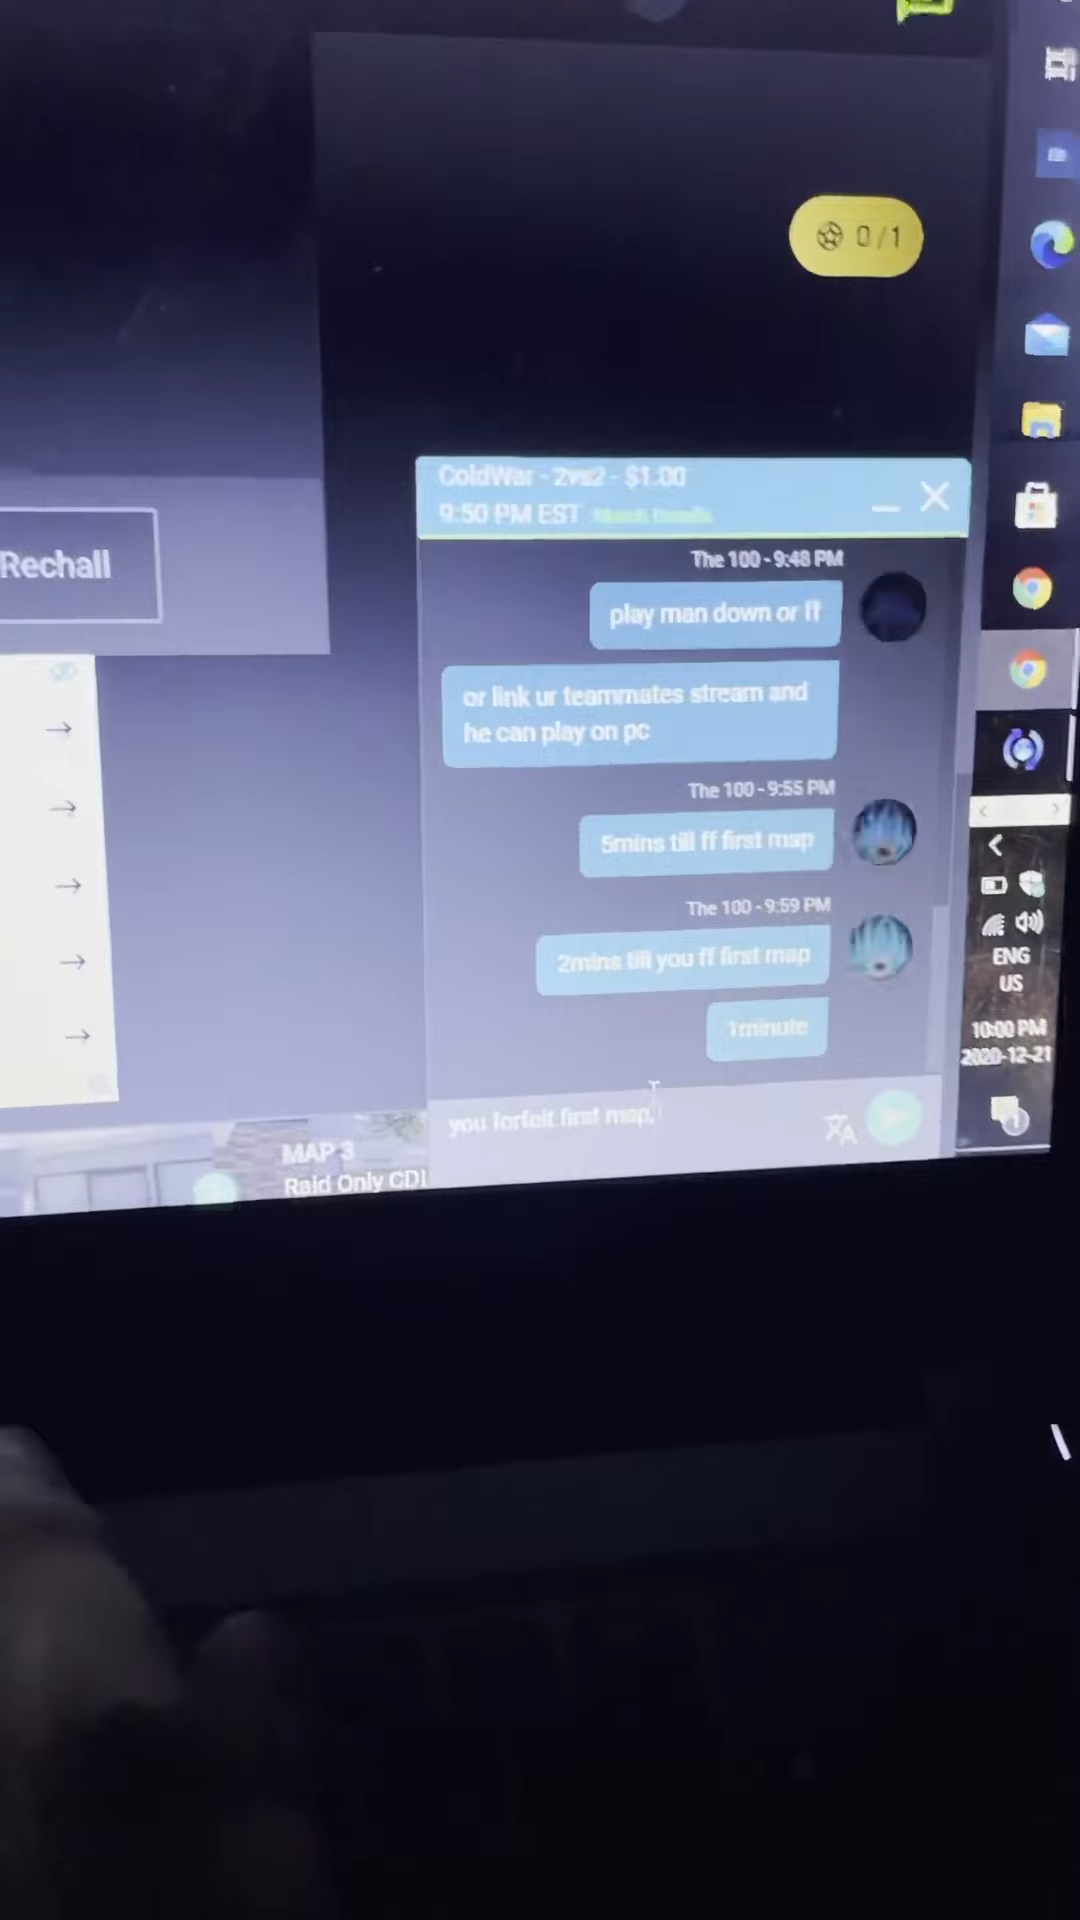 0/1
ColdWar - 2vs2 - $1.00
9:50 PM EST Match Details
Rechall
The 100 - 9:48 PM
play man down or ff
or link ur teammates stream and
he can play on pc
The 100 - 9:55 PM
5mins till ff first map
The 100 - 9:59 PM
2mins till you ff first map
1minute
you forfeit first map,
ENG
US
10:00 PM
2020-12-21
MAP 3
Raid Only CDL